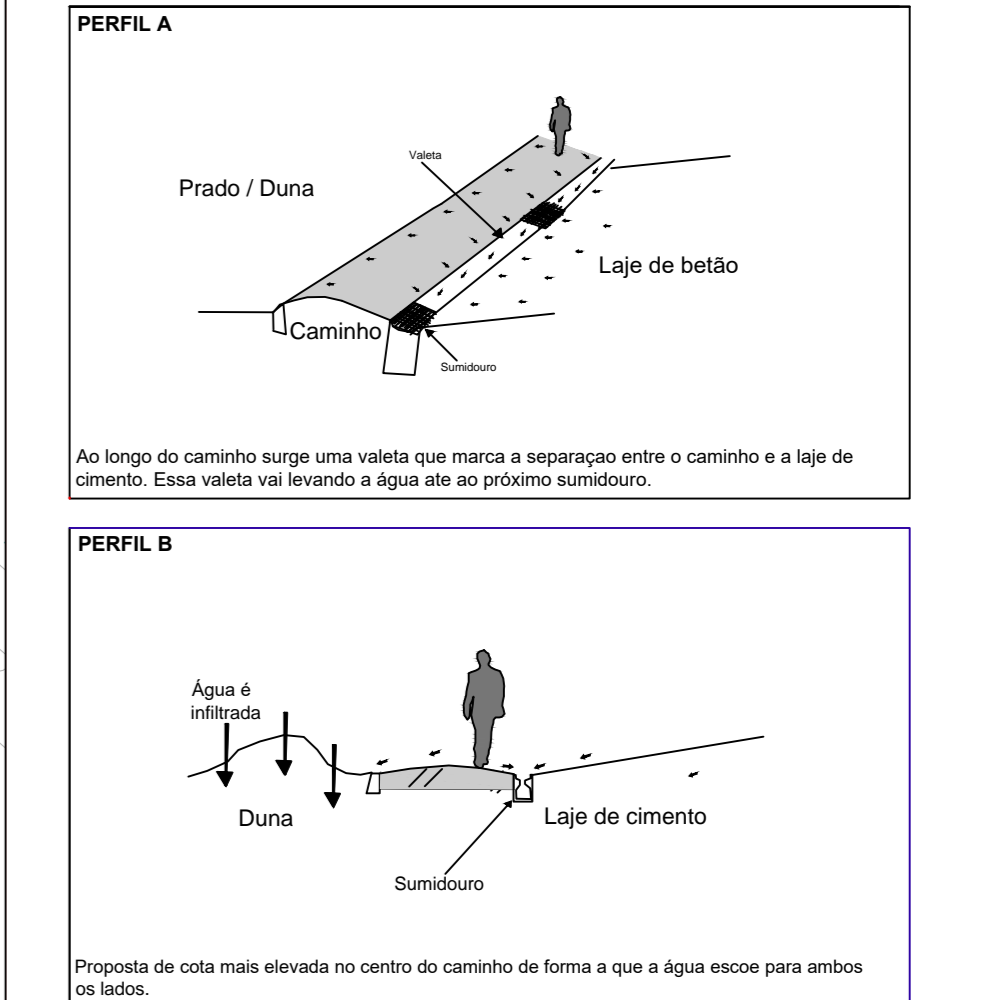 PERFIL A
Valeta
Prado / Duna
Laje de betão
Caminho
Sumidouro
Ao longo do caminho surge uma valeta que marca a separaçao entre o caminho e a laje de
cimento. Essa valeta vai levando a água ate ao próximo sumidouro.
PERFIL B
Água é
infiltrada
Duna
Laje de cimento
Sumidouro
Proposta de cota mais elevada no centro do caminho de forma a que a água escoe para ambos
os lados.